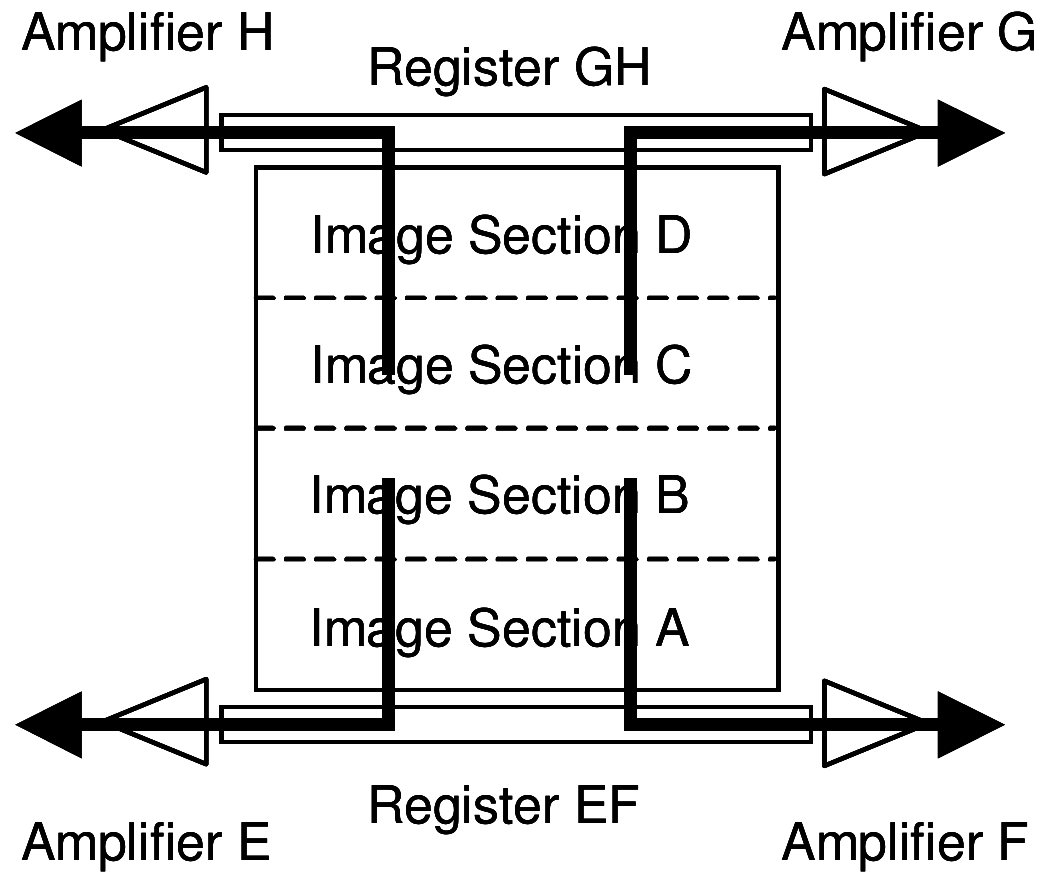 Amplifier H
Amplifier G
Register GH
Image Section D
Image Section C
Image Section B
Image Section A
Register EF
Amplifier E
Amplifier F